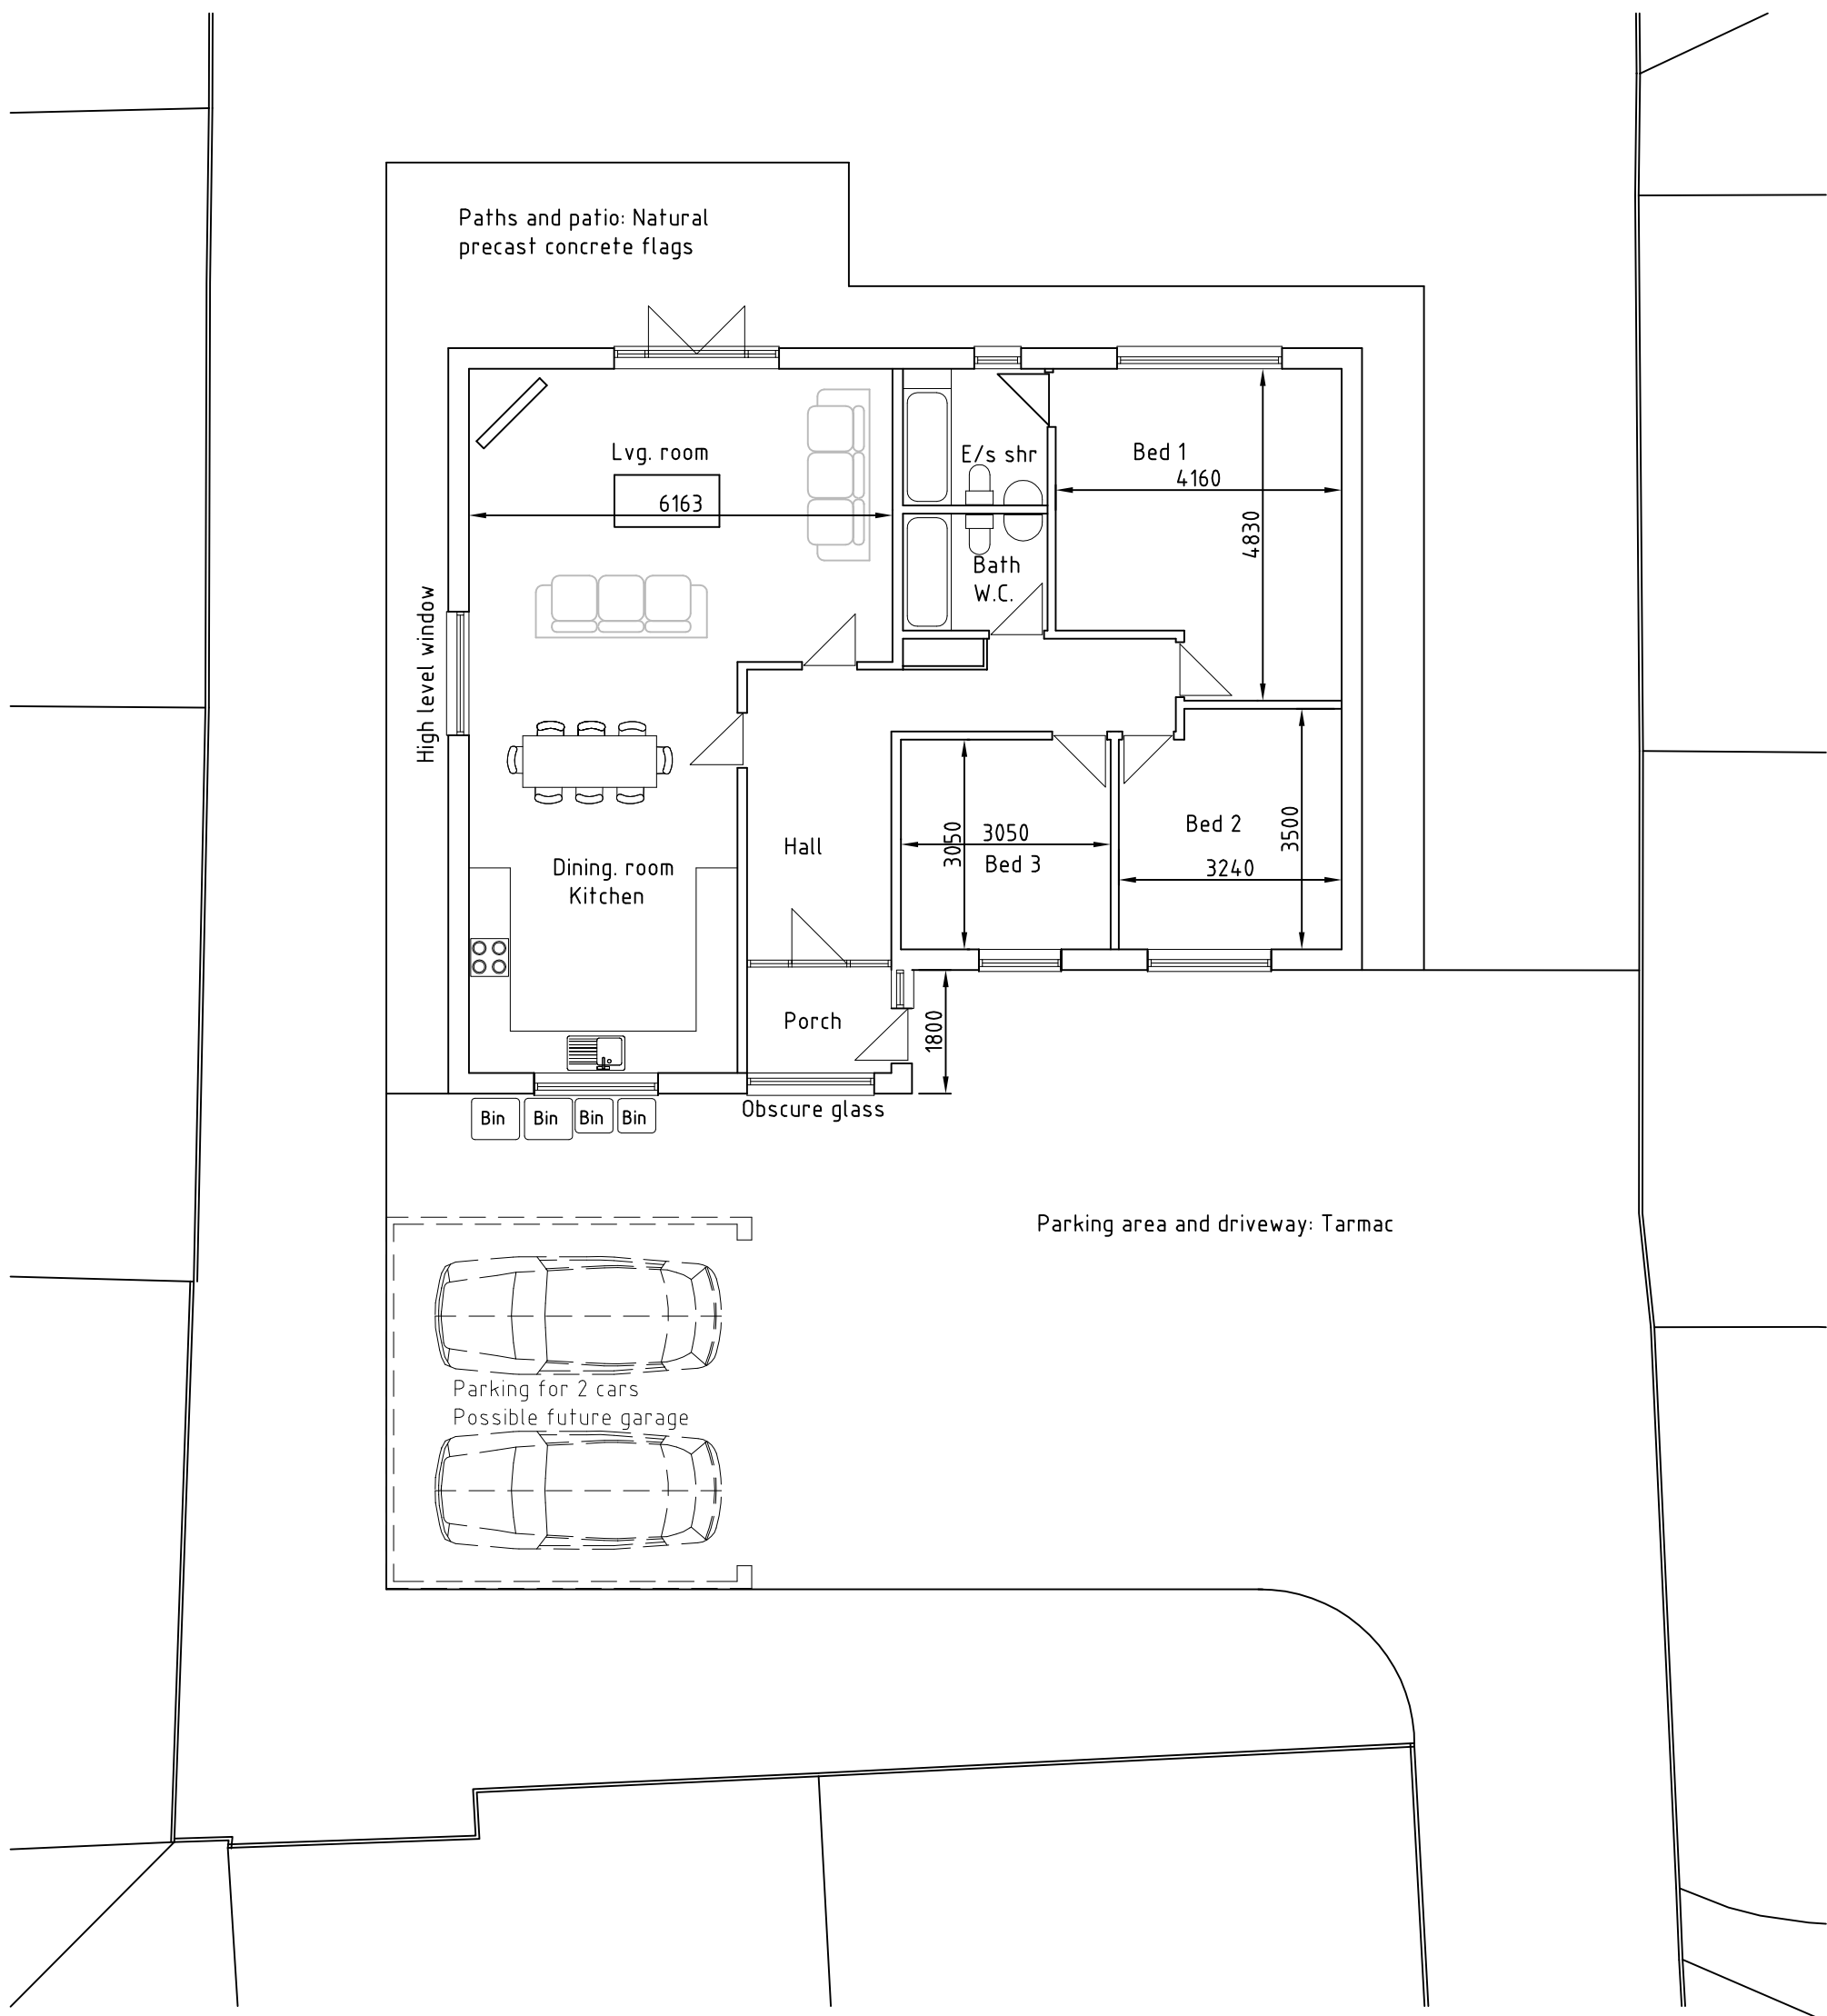 Paths and patio: Natural
precast concrete flags
Lvg. room
6163
E/s shr
Bed 1
4160
4830
Bath
W.C.
High level window
Hall
3050
3050
Bed 3
Bed 2
3500
3240
Dining. room
Kitchen
Porch
1800
Obscure glass
Bin
Bin
Bin
Bin
Parking area and driveway: Tarmac
Parking for 2 cars
Possible future garage